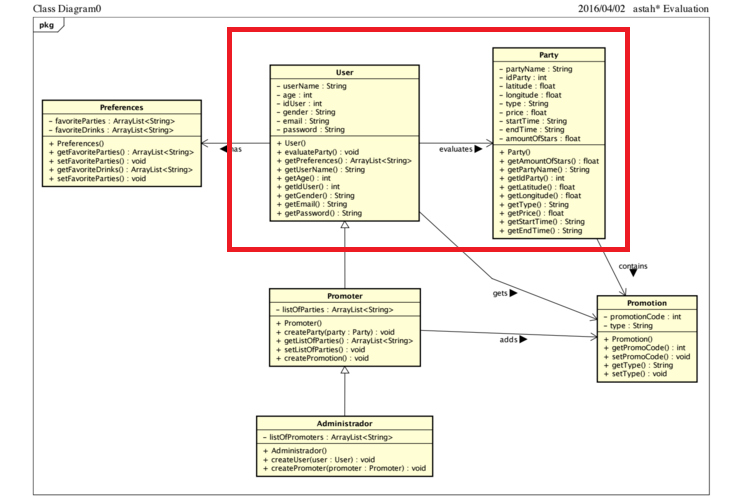 Class Diagram0
2016/04/02 astah* Evaluation
pkg
User
- userName : String
- age : int
- idUser : int
- gender : String
- email : String
- password : String
+ User()
+ evaluateParty() : void
+ getPreferences() : ArrayList<String>
+ getUserName() : String
+ getAge() : int
+ getIdUser() : int
+ getGender() : String
+ getEmail() : String
+ getPassword() : String
Party
- partyName : String
- idParty : int
- latitude : float
- longitude : float
- type : String
- price : float
- startTime : String
- endTime : String
- amountOfStars : float
+ Party()
+ getAmountOfStars() : float
+ getPartyName() : String
+ getIdParty() : int
+ getLatitude() : float
+ getLongitude() : float
+ getType() : String
+ getPrice() : float
+ getStartTime() : String
+ getEndTime() : String
Preferences
- favoriteParties : ArrayList<String>
- favoriteDrinks : ArrayList<String>
+ Preferences()
+ getFavoriteParties() : ArrayList<String>
+ setFavoriteParties() : void
+ getFavoriteDrinks() : ArrayList<String>
+ setFavoriteParties() : void
has
evaluates
contains
gets
adds
Promoter
- listOfParties : ArrayList<String>
+ Promoter()
+ createParty(party : Party) : void
+ getListOfParties() : ArrayList<String>
+ setListOfParties() : void
+ createPromotion() : void
Promotion
- promotionCode : int
- type : String
+ Promotion()
+ getPromoCode() : int
+ setPromoCode() : void
+ getType() : String
+ setType() : void
Administrador
- listOfPromoters : ArrayList<String>
+ Administrador()
+ createUser(user : User) : void
+ createPromoter(promoter : Promoter) : void